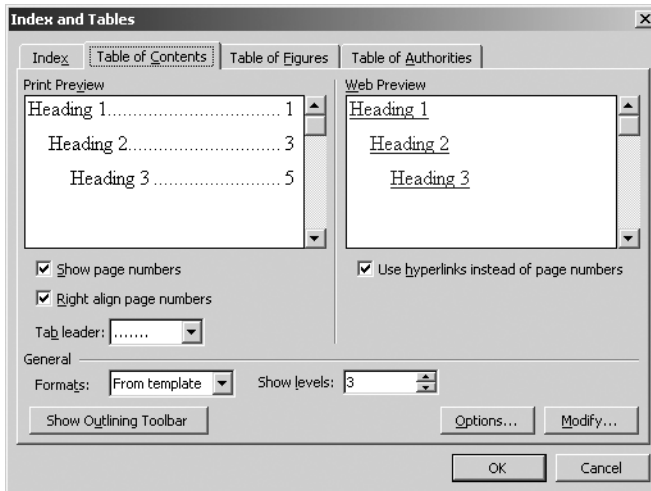 Index and Tables
Index Table of Contents Table of Figures Table of Authorities
Print Preview Web Preview
Heading 1........................... 1 Heading 1
Heading 2....................... 3 Heading 2
Heading 3................... 5 Heading 3
Show page numbers Use hyperlinks instead of page numbers
Right align page numbers
Tab leader: .......
General
Formats: From template Show levels: 3
Show Outlining Toolbar Options... Modify...
OK Cancel